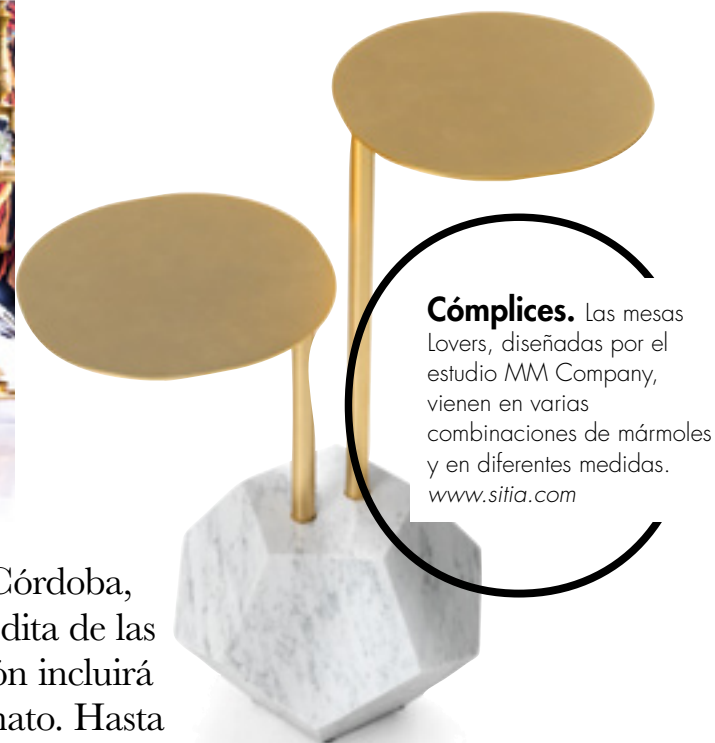 Cómplices. Las mesas
Lovers, diseñadas por el
estudio MM Company,
vienen en varias
combinaciones de mármoles
y en diferentes medidas.
www.sitia.com
Córdoba,
dita de las
ón incluirá
nato. Hasta